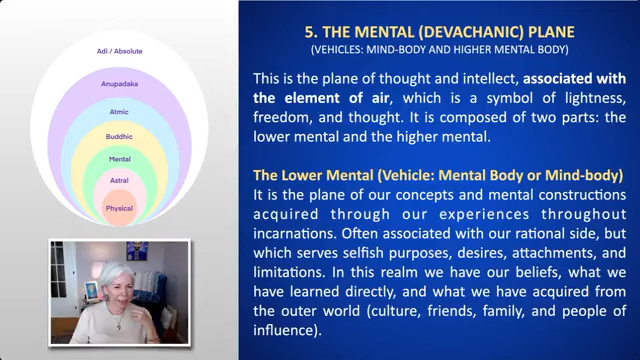 Adi / Absolute
Anupadaka
Atmic
Buddhic
Mental
Astral
Physical
5. THE MENTAL (DEVACHANIC) PLANE
(VEHICLES: MIND-BODY AND HIGHER MENTAL BODY)
This is the plane of thought and intellect, associated with
the element of air, which is a symbol of lightness,
freedom, and thought. It is composed of two parts: the
lower mental and the higher mental.
The Lower Mental (Vehicle: Mental Body or Mind-body)
It is the plane of our concepts and mental constructions
acquired through our experiences throughout
incarnations. Often associated with our rational side, but
which serves selfish purposes, desires, attachments, and
limitations. In this realm we have our beliefs, what we
have learned directly, and what we have acquired from
the outer world (culture, friends, family, and people of
influence).